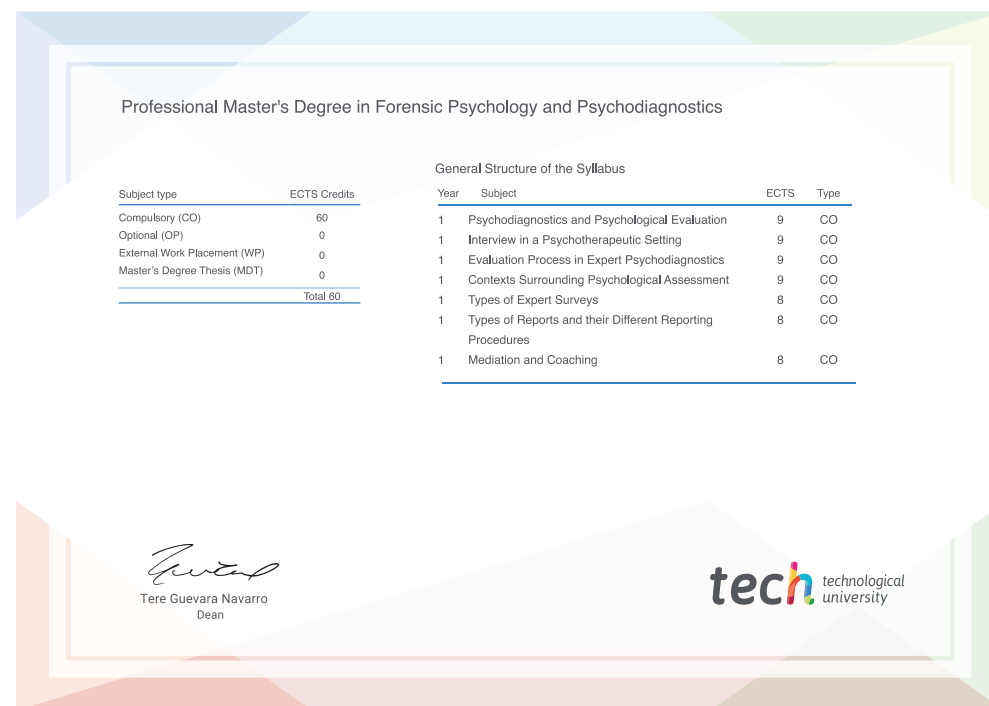 Professional Master's Degree in Forensic Psychology and Psychodiagnostics
General Structure of the Syllabus
Subject type ECTS Credits
Compulsory (CO) 60
Optional (OP) 0
External Work Placement (WP) 0
Master's Degree Thesis (MDT) 0
Total 60
Year Subject ECTS Type
1 Psychodiagnostics and Psychological Evaluation 9 CO
1 Interview in a Psychotherapeutic Setting 9 CO
1 Evaluation Process in Expert Psychodiagnostics 9 CO
1 Contexts Surrounding Psychological Assessment 9 CO
1 Types of Expert Surveys 8 CO
1 Types of Reports and their Different Reporting 8 CO
Procedures
1 Mediation and Coaching 8 CO
Tere Guevara Navarro
Dean
tech technological
university